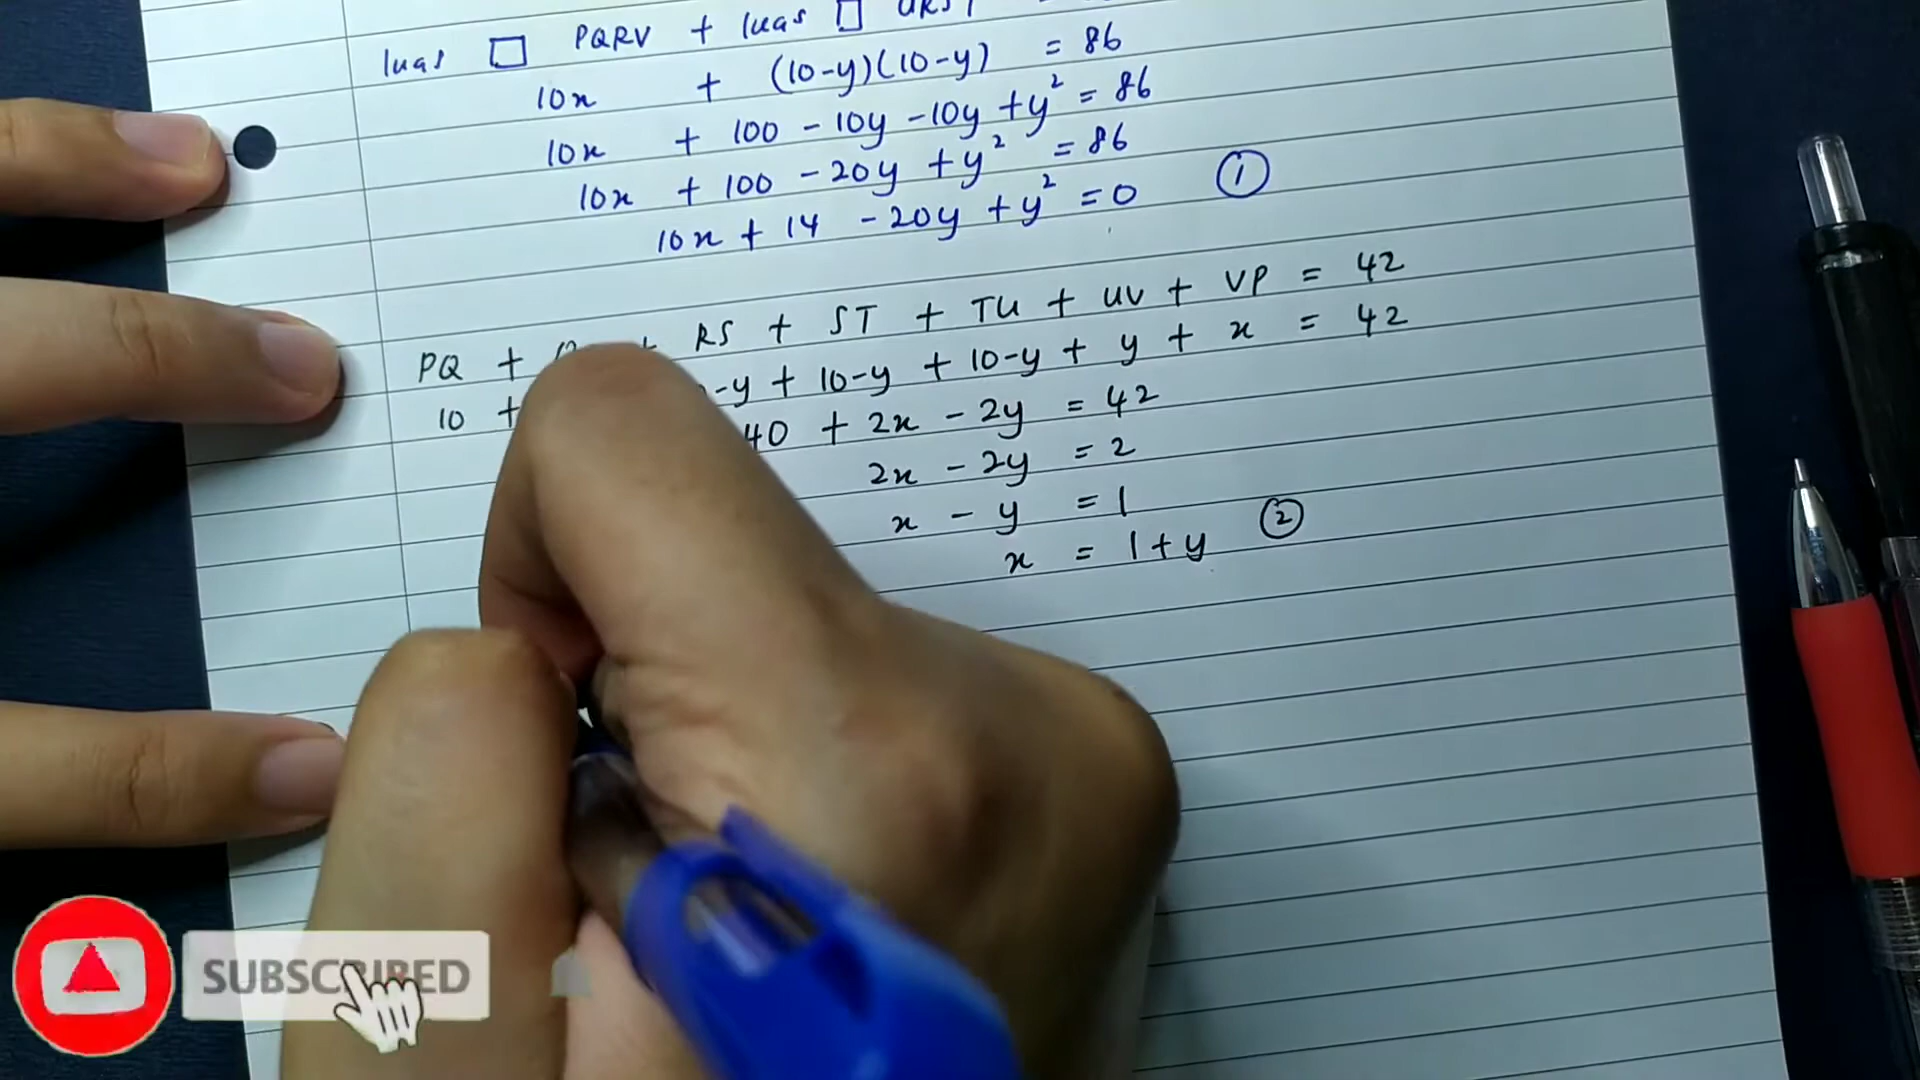 luas □ PQRV + luas □ URST
10x + (10-y)(10-y) = 86
10x + 100 - 10y - 10y + y² = 86
10x + 100 - 20y + y² = 86
10x + 14 - 20y + y² = 0 ①
PQ + + RS + ST + TU + UV + VP = 42
10 + -y + 10-y + 10-y + y + x = 42
40 + 2x - 2y = 42
2x - 2y = 2
x - y = 1
x = 1+y ②
SUBSCRIBED